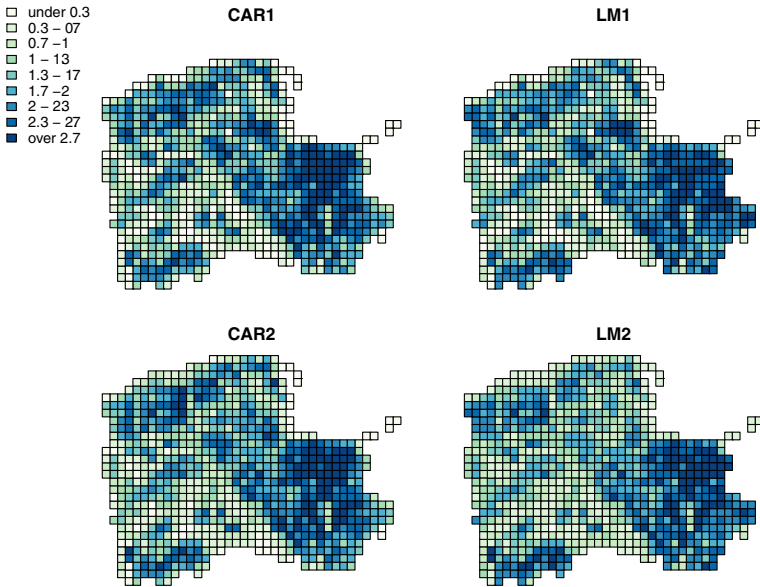 under 0.3
0.3 – 07
0.7 –1
1 – 13
1.3 – 17
1.7 –2
2 – 23
2.3 – 27
over 2.7
CAR1
LM1
CAR2
LM2